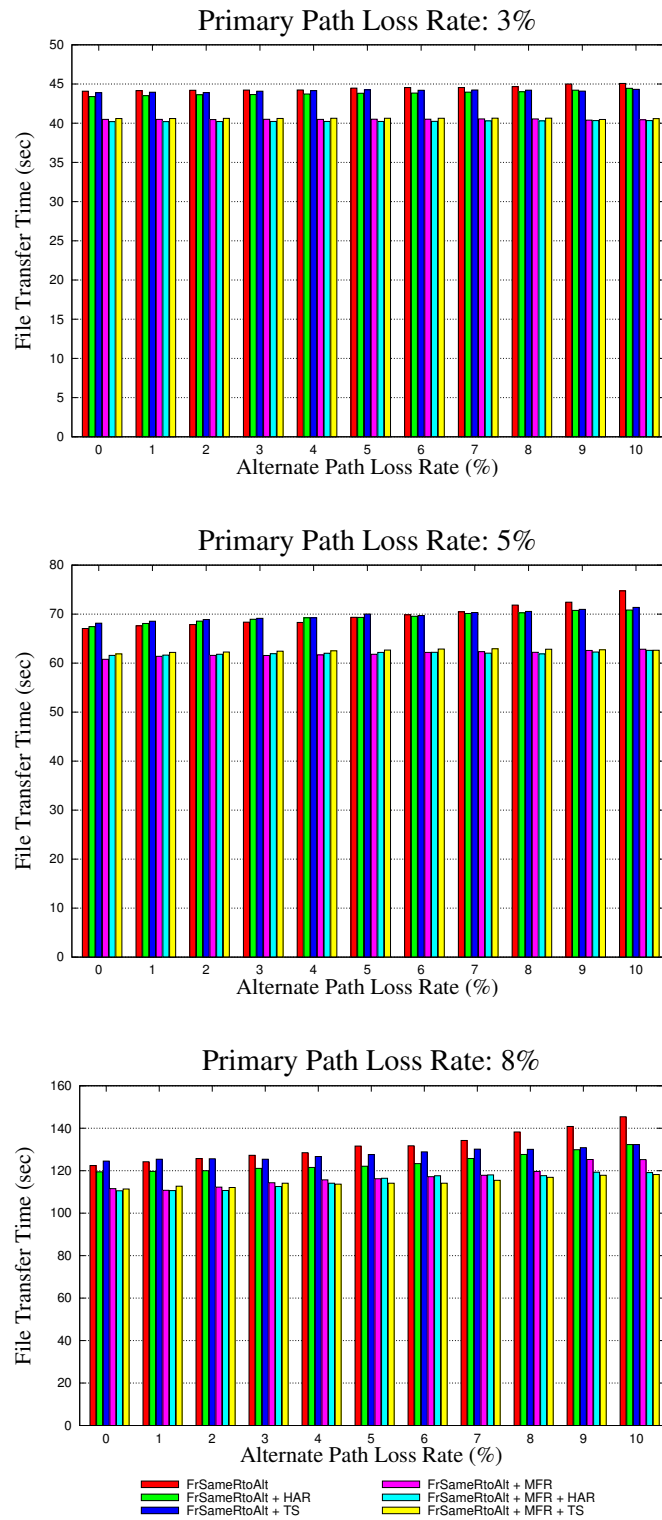 Primary Path Loss Rate: 3%
50
45
40
35
30
25
20
15
10
5
0
File Transfer Time (sec)
0 1 2 3 4 5 6 7 8 9 10
Alternate Path Loss Rate (%)
Primary Path Loss Rate: 5%
80
70
60
50
40
30
20
10
0
File Transfer Time (sec)
0 1 2 3 4 5 6 7 8 9 10
Alternate Path Loss Rate (%)
Primary Path Loss Rate: 8%
160
140
120
100
80
60
40
20
0
File Transfer Time (sec)
0 1 2 3 4 5 6 7 8 9 10
Alternate Path Loss Rate (%)
FrSameRtoAlt
FrSameRtoAlt + HAR
FrSameRtoAlt + TS
FrSameRtoAlt + MFR
FrSameRtoAlt + MFR + HAR
FrSameRtoAlt + MFR + TS